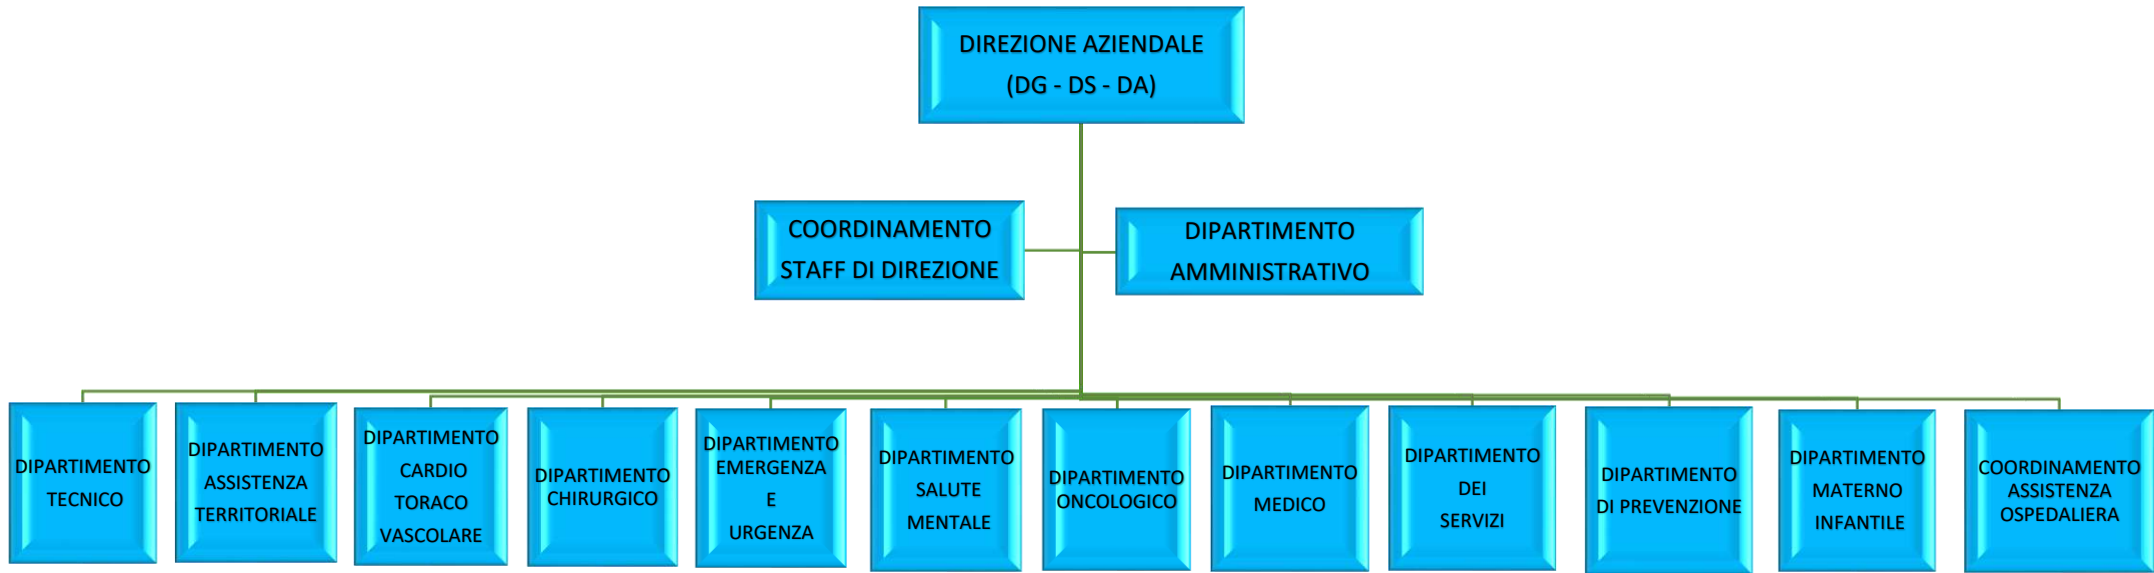 DIREZIONE AZIENDALE
(DG - DS - DA)
COORDINAMENTO
STAFF DI DIREZIONE
DIPARTIMENTO
AMMINISTRATIVO
DIPARTIMENTO
TECNICO
DIPARTIMENTO
ASSISTENZA
TERRITORIALE
DIPARTIMENTO
CARDIO
TORACO
VASCOLARE
DIPARTIMENTO
CHIRURGICO
DIPARTIMENTO
EMERGENZA
E
URGENZA
DIPARTIMENTO
SALUTE
MENTALE
DIPARTIMENTO
ONCOLOGICO
DIPARTIMENTO
MEDICO
DIPARTIMENTO
DEI
SERVIZI
DIPARTIMENTO
DI PREVENZIONE
DIPARTIMENTO
MATERNO
INFANTILE
COORDINAMENTO
ASSISTENZA
OSPEDALIERA